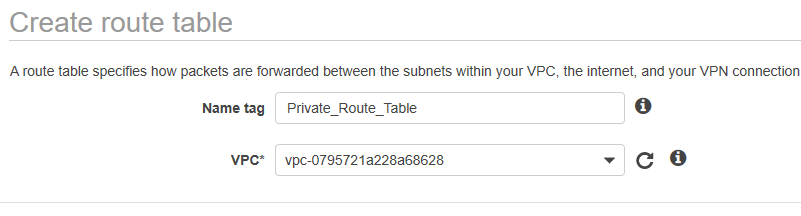 Create route table
A route table specifies how packets are forwarded between the subnets within your VPC, the internet, and your VPN connection
Name tag Private_Route_Table
VPC* vpc-0795721a228a68628